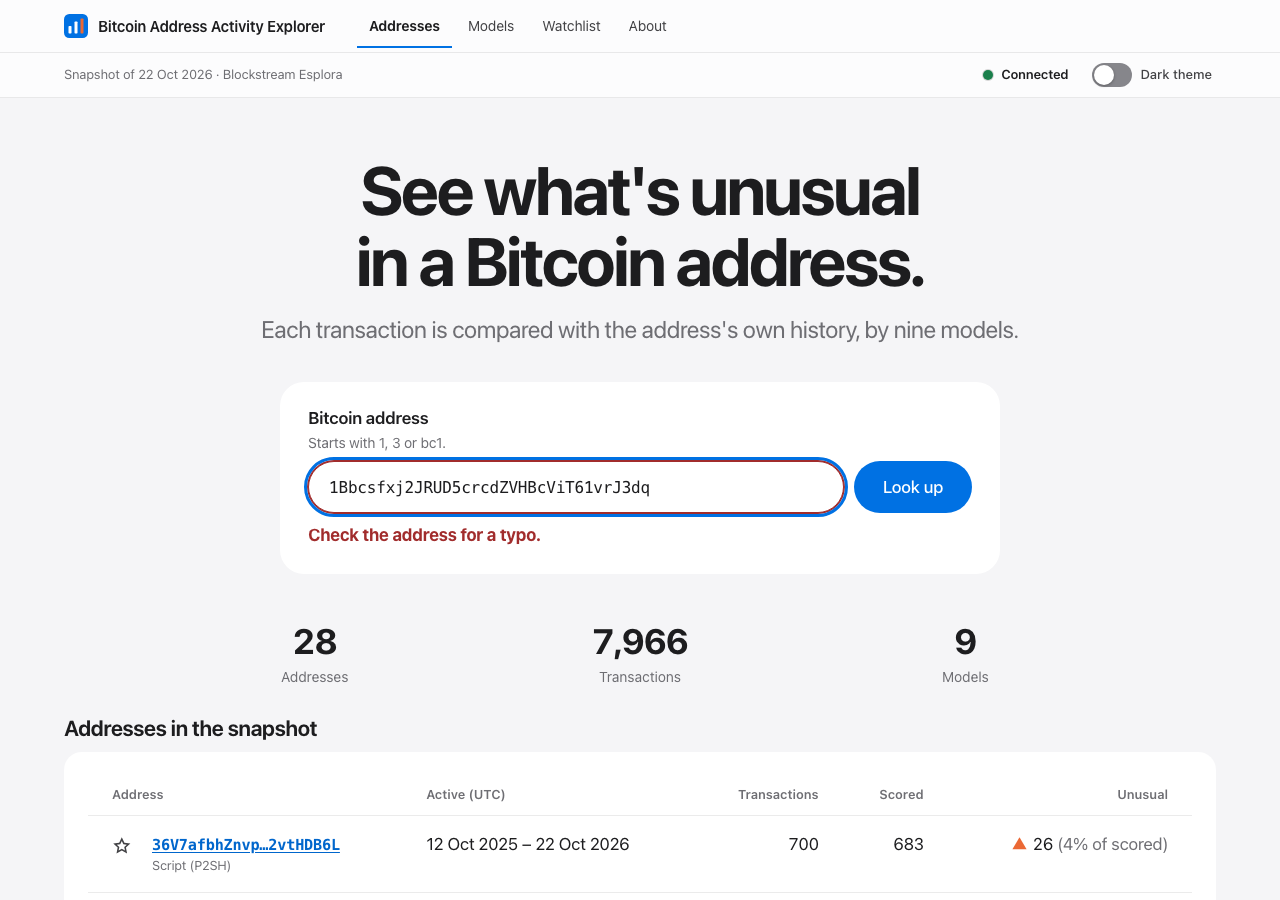 Bitcoin Address Activity Explorer Addresses Models Watchlist About
Snapshot of 22 Oct 2026 · Blockstream Esplora Connected Dark theme
See what's unusual
in a Bitcoin address.
Each transaction is compared with the address's own history, by nine models.
Bitcoin address
Starts with 1, 3 or bc1.
1Bbcsfxj2JRUD5crcdZVHBcViT61vrJ3dq Look up
Check the address for a typo.
28 7,966 9
Addresses Transactions Models
Addresses in the snapshot
Address Active (UTC) Transactions Scored Unusual
36V7afbhZnvp…2vtHDB6L 12 Oct 2025 – 22 Oct 2026 700 683 26 (4% of scored)
Script (P2SH)